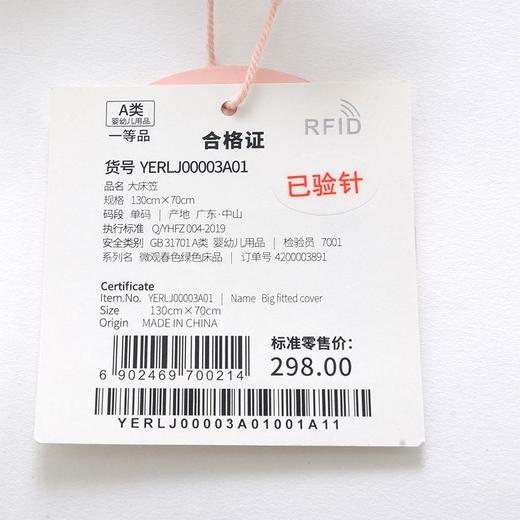 A类
婴幼儿用品
一等品
合格证
RFID
货号 YERLJ00003A01
已验针
品名 大床笠
规格 130cm×70cm
码段 单码 | 产地 广东·中山
执行标准 Q/YHFZ 004-2019
安全类别 GB 31701 A类 婴幼儿用品 | 检验员 7001
系列名 微观春色绿色床品 | 订单号 4200003891
Certificate
Item.No. YERLJ00003A01 | Name Big fitted cover
Size 130cm×70cm
Origin MADE IN CHINA
标准零售价:
298.00
6 902469 700214
YERLJ00003A01001A11